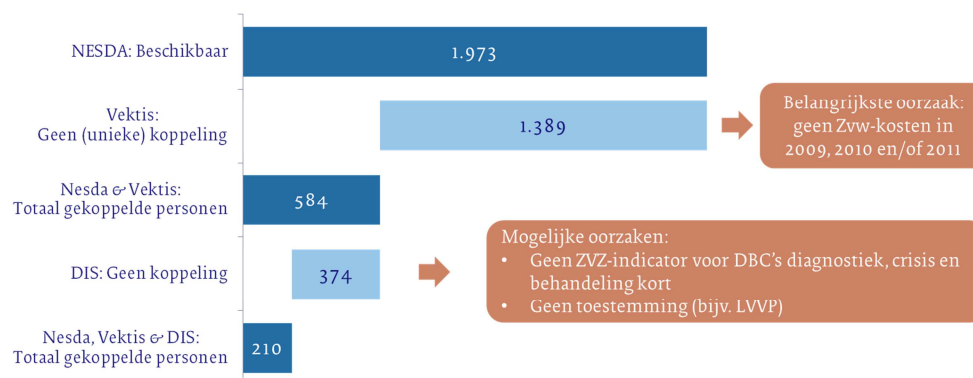 NESDA: Beschikbaar
1.973
Vektis:
Geen (unieke) koppeling
1.389
Belangrijkste oorzaak:
geen Zvw-kosten in
2009, 2010 en/of 2011
Nesda & Vektis:
Totaal gekoppelde personen
584
DIS: Geen koppeling
374
Mogelijke oorzaken:
• Geen ZVZ-indicator voor DBC's diagnostiek, crisis en
behandeling kort
• Geen toestemming (bijv. LVVP)
Nesda, Vektis & DIS:
Totaal gekoppelde personen
210